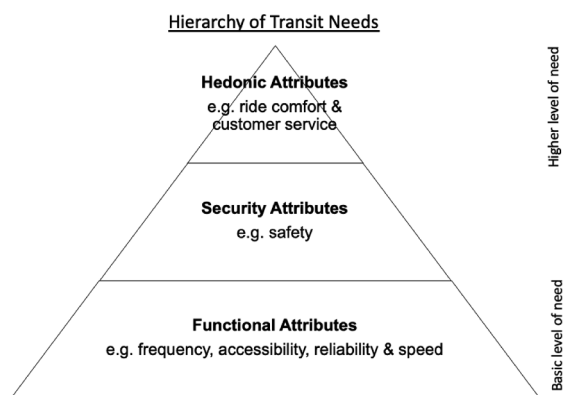 Hierarchy of Transit Needs
Hedonic Attributes
e.g. ride comfort &
customer service
Higher level of need
Security Attributes
e.g. safety
Functional Attributes
e.g. frequency, accessibility, reliability & speed
Basic level of need